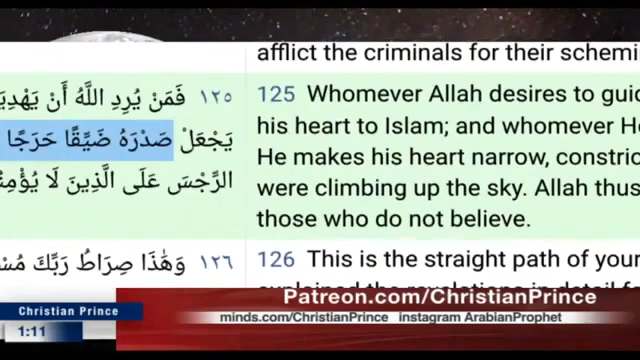 afflict the criminals for their
١٢٥ فَمَنْ يُرِدِ اللَّهُ أَنْ
يَجْعَلْ صَدْرَهُ ضَيِّقًا حَرَجًا
الرِّجْسَ عَلَى الَّذِينَ لَا
١٢٦ وَهَٰذَا صِرَاطُ رَبِّكَ
125 Whomever Allah desires to
his heart to Islam; and whomever
He makes his heart narrow,
were climbing up the sky. Allah thus
those who do not believe.
126 This is the straight path of your
Patreon.com/ChristianPrince
minds.com/ChristianPrince instagram ArabianProphet
Christian Prince
1:11